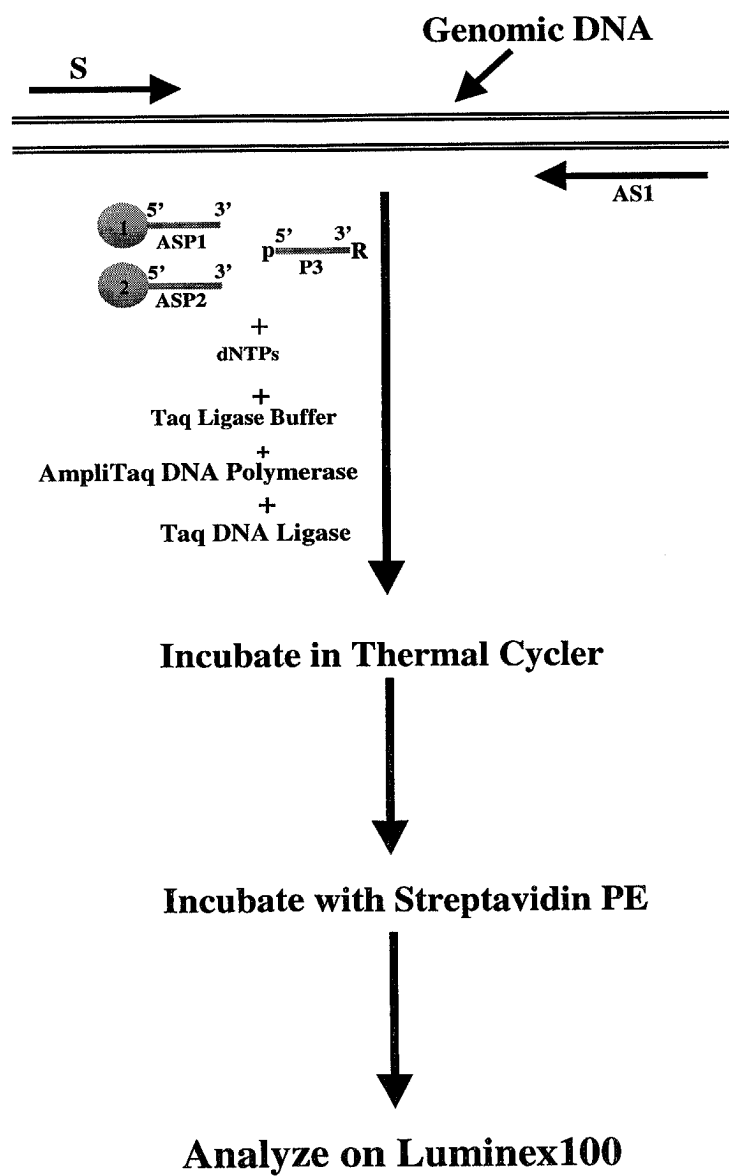 Genomic DNA
S
AS1
1 5’ 3’
ASP1
p 5’ 3’ R
P3
2 5’ 3’
ASP2
+
dNTPs
+
Taq Ligase Buffer
+
AmpliTaq DNA Polymerase
+
Taq DNA Ligase
Incubate in Thermal Cycler
Incubate with Streptavidin PE
Analyze on Luminex100